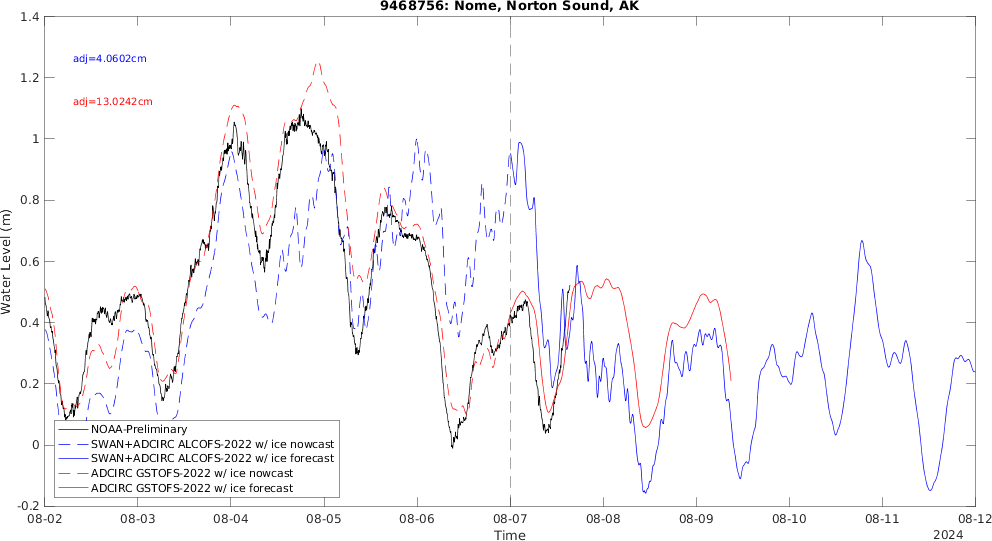 9468756: Nome, Norton Sound, AK
1.4
1.2
1
0.8
0.6
0.4
0.2
0
-0.2
Water Level (m)
adj=4.0602cm
adj=13.0242cm
NOAA-Preliminary
SWAN+ADCIRC ALCOFS-2022 w/ ice nowcast
SWAN+ADCIRC ALCOFS-2022 w/ ice forecast
ADCIRC GSTOFS-2022 w/ ice nowcast
ADCIRC GSTOFS-2022 w/ ice forecast
08-02 08-03 08-04 08-05 08-06 08-07 08-08 08-09 08-10 08-11 08-12
Time
2024